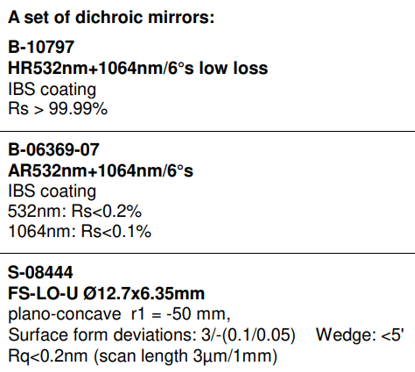 A set of dichroic mirrors:
B-10797
HR532nm+1064nm/6°s low loss
IBS coating
Rs > 99.99%
B-06369-07
AR532nm+1064nm/6°s
IBS coating
532nm: Rs<0.2%
1064nm: Rs<0.1%
S-08444
FS-LO-U Ø12.7x6.35mm
plano-concave  r1 = -50 mm,
Surface form deviations: 3/-(0.1/0.05)    Wedge: <5'
Rq<0.2nm (scan length 3µm/1mm)